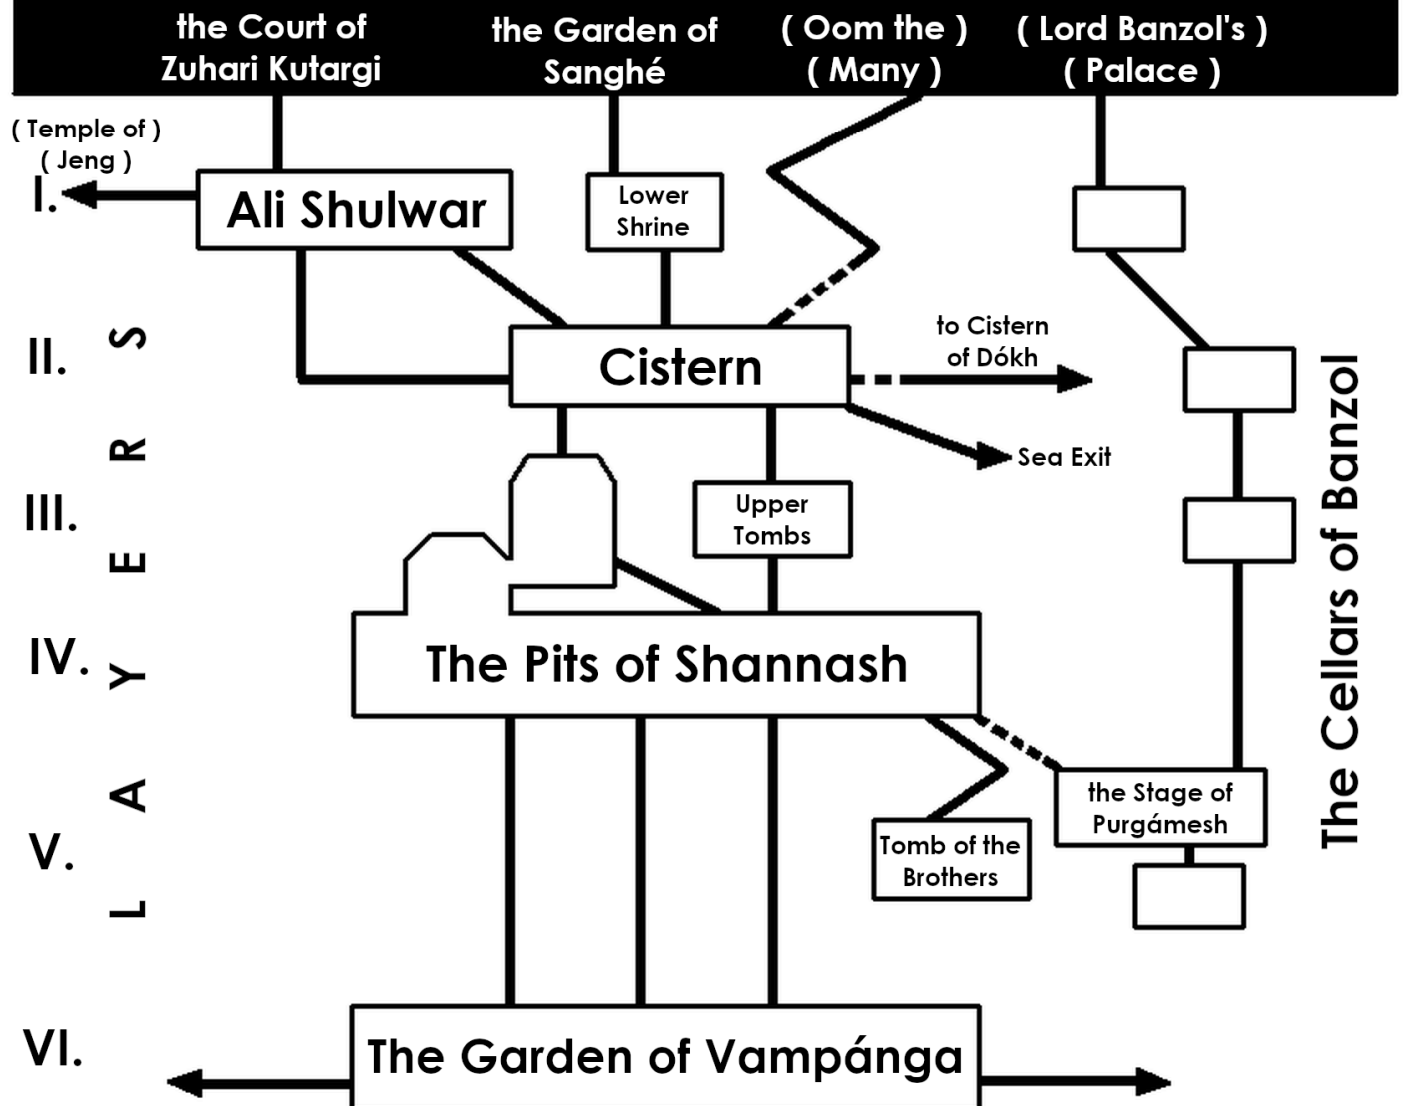 the Court of
Zuhari Kutargi
the Garden of
Sanghé
( Oom the )
( Many )
( Lord Banzol's )
( Palace )
( Temple of )
( Jeng )
I.
Ali Shulwar
Lower
Shrine
II.
Cistern
to Cistern
of Dókh
Sea Exit
III.
Upper
Tombs
IV.
The Pits of Shannash
the Stage of
Purgámesh
V.
Tomb of the
Brothers
VI.
The Garden of Vampánga
LAYERS
The Cellars of Banzol